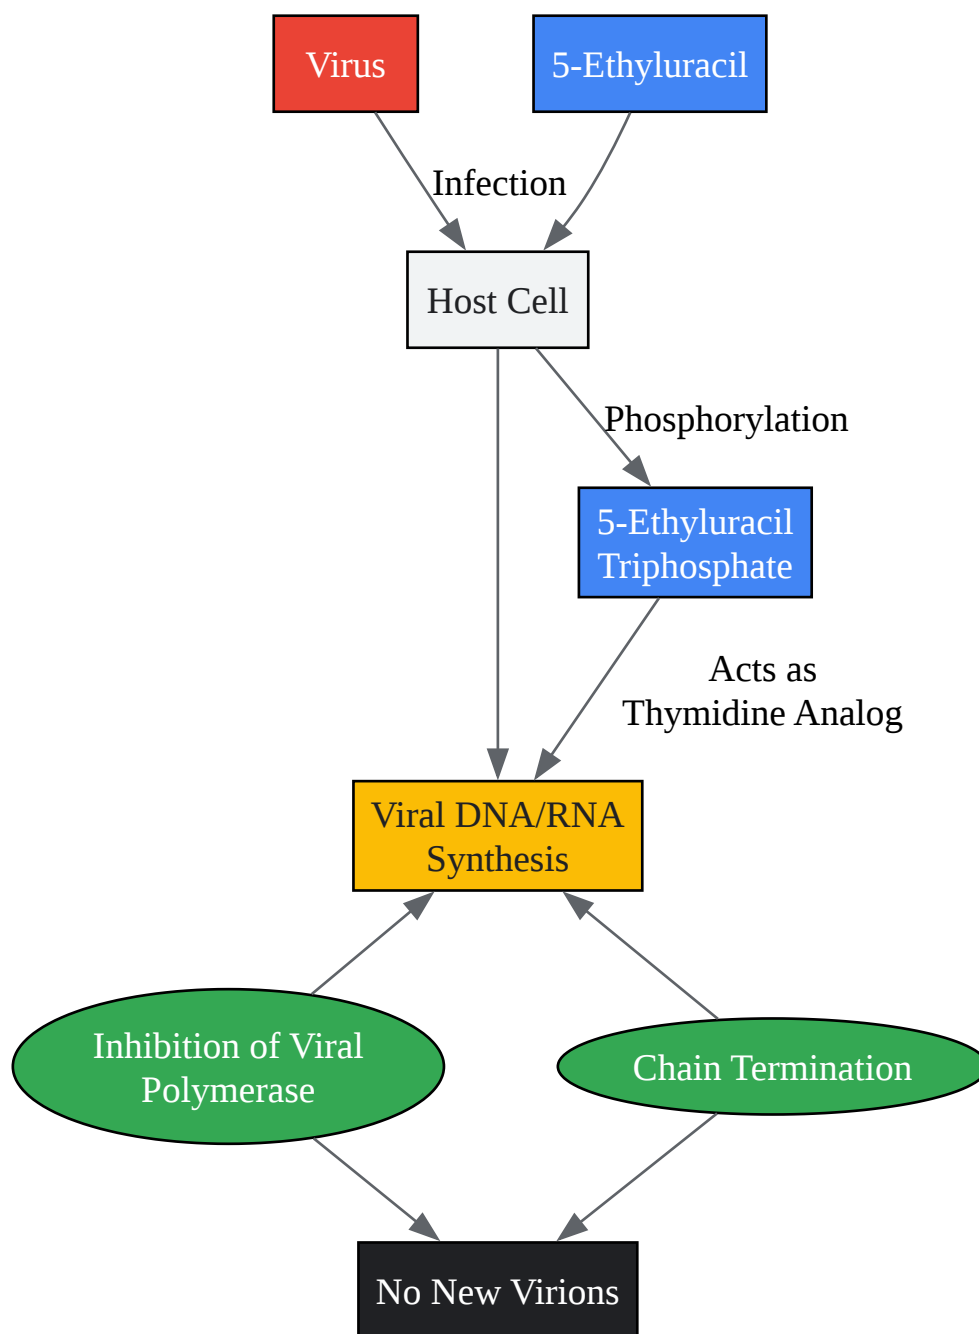 Virus
5-Ethyluracil
Infection
Host Cell
Phosphorylation
5-Ethyluracil
Triphosphate
Acts as
Thymidine Analog
Viral DNA/RNA
Synthesis
Inhibition of Viral
Polymerase
Chain Termination
No New Virions